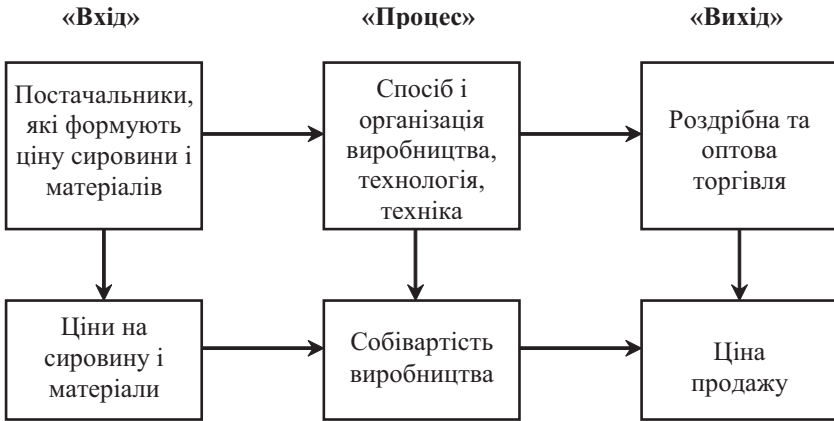 «Вхід»
«Процес»
«Вихід»
Постачальники,
які формують
ціну сировини і
матеріалів
Спосіб і
організація
виробництва,
технологія,
техніка
Роздрібна та
оптова
торгівля
Ціни на
сировину і
матеріали
Собівартість
виробництва
Ціна
продажу